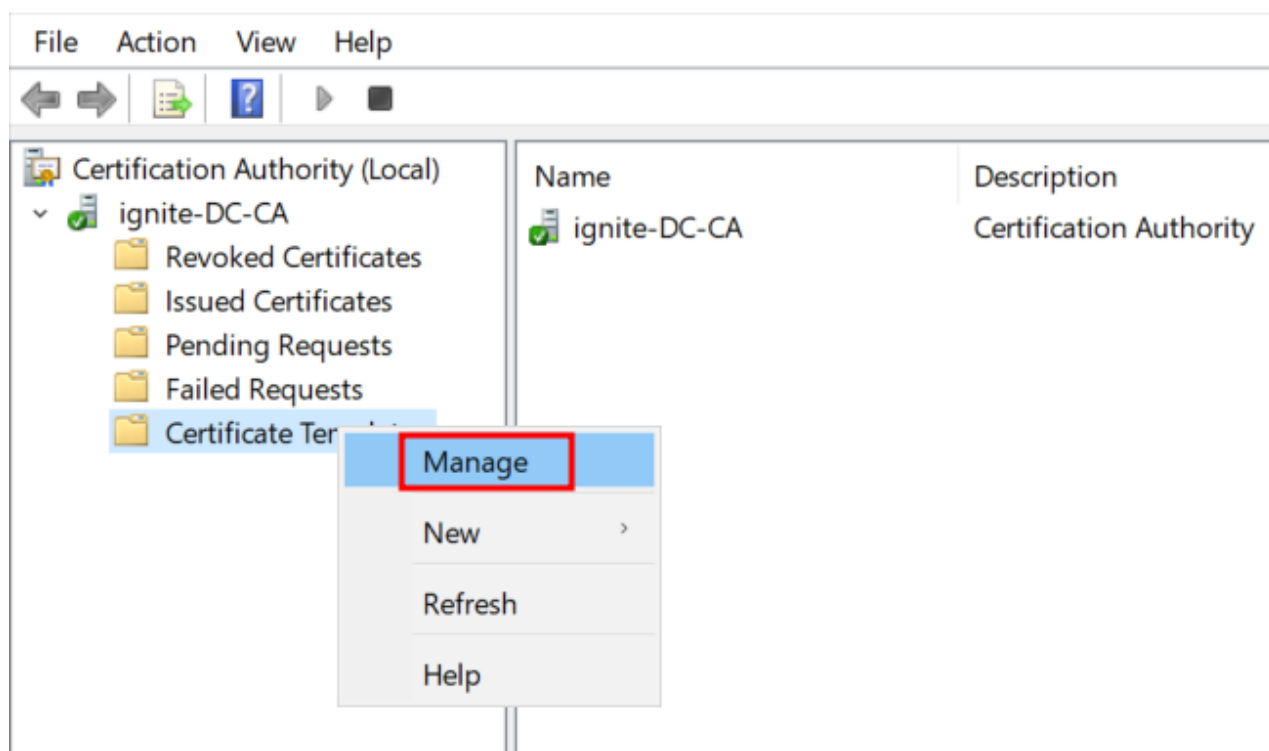 File Action View Help
Certification Authority (Local)
ignite-DC-CA
Revoked Certificates
Issued Certificates
Pending Requests
Failed Requests
Certificate
Name Description
ignite-DC-CA Certification Authority
Manage
New
Refresh
Help